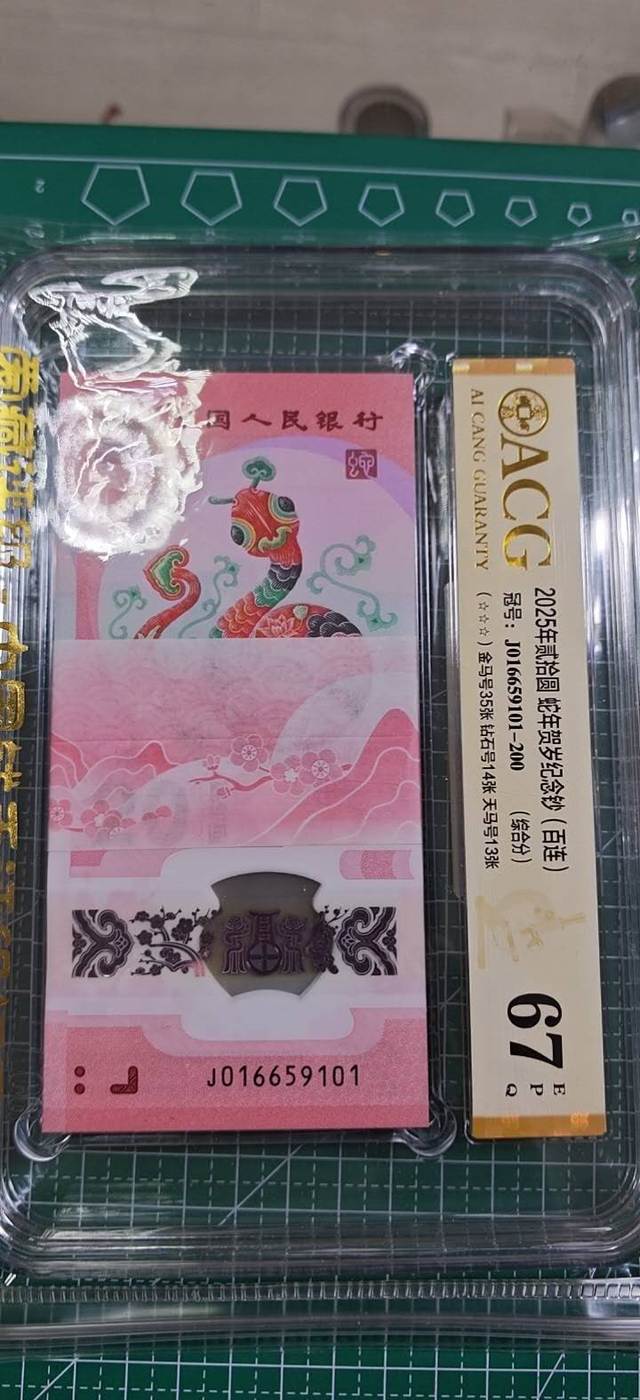 国人民银行
J016659101
ACG
AI CANG GUARANTY
2025年贰拾圆 蛇年贺岁纪念钞（百连）
冠号：J016659101-200 （综合分）
（☆☆☆）金马号35张 钻石号14张 天马号13张
67
E
P
Q
2